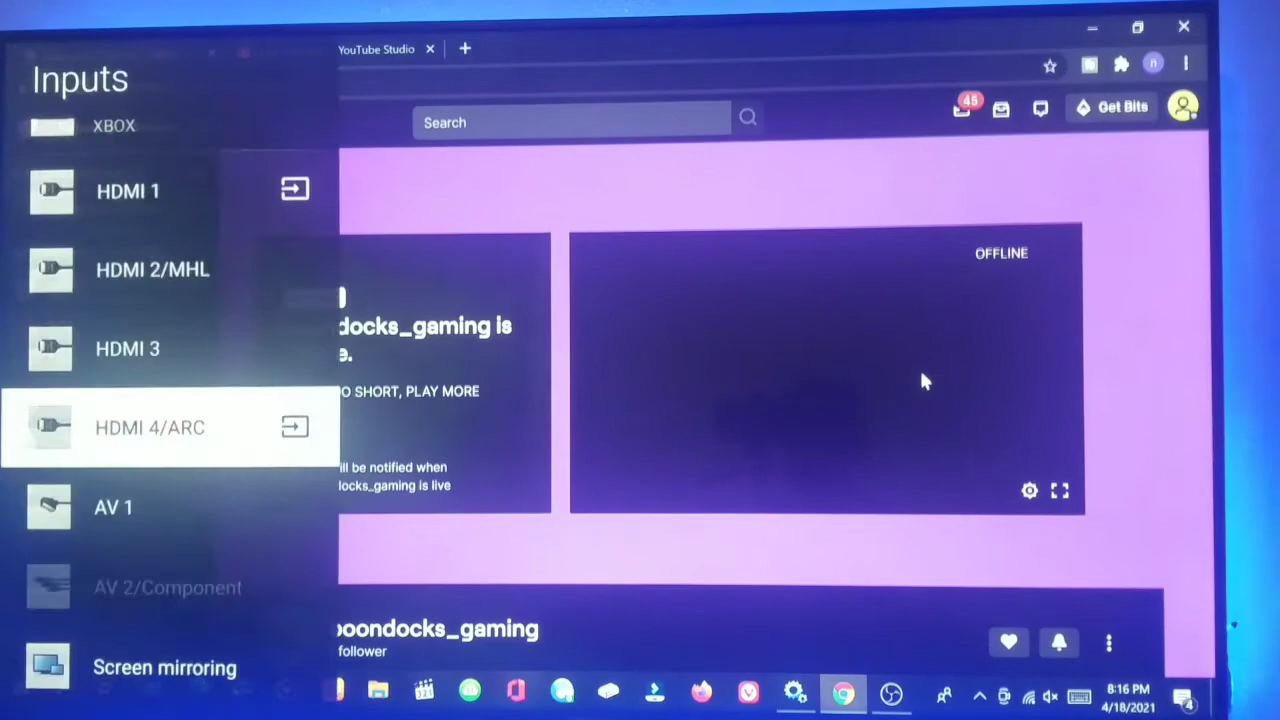 Inputs
XBOX
HDMI 1
HDMI 2/MHL
HDMI 3
HDMI 4/ARC
AV 1
AV 2/Component
Screen mirroring
YouTube Studio
Search
45
Get Bits
n
docks_gaming is
e.
O SHORT, PLAY MORE
ill be notified when
docks_gaming is live
OFFLINE
oondocks_gaming
follower
8:16 PM
4/18/2021
4